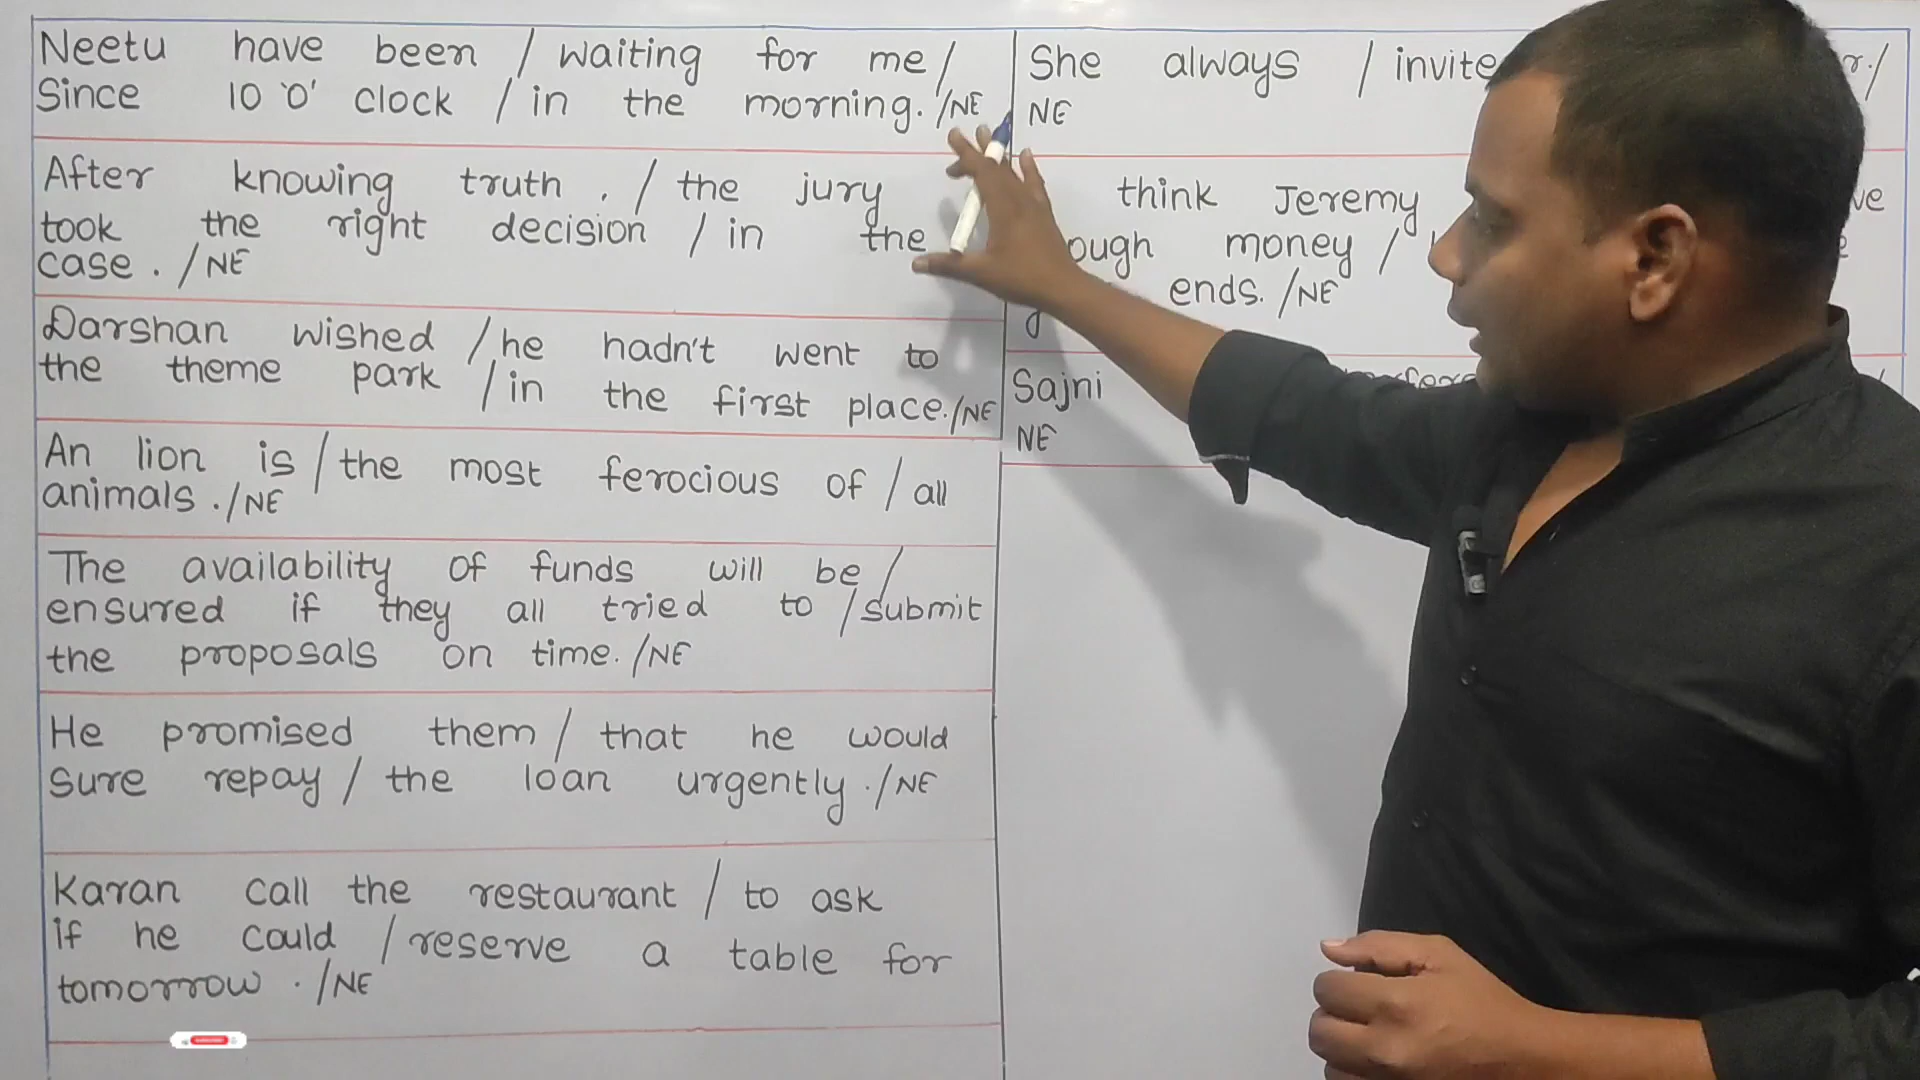 Neetu have been / waiting for me /
Since 10 'O' clock / in the morning. /NE
After knowing truth . / the jury
took the right decision / in the
case . /NE
Darshan wished / he hadn't went to
the theme park / in the first place. /NE
An lion is / the most ferocious of / all
animals . /NE
The availability of funds will be /
ensured if they all tried to / submit
the proposals on time. /NE
He promised them / that he would
sure repay / the loan urgently . /NE
Karan call the restaurant / to ask
if he could / reserve a table for
tomorrow . /NE
She always / invite
NE
think Jeremy
money /
ends. /NE
Sajni
NE